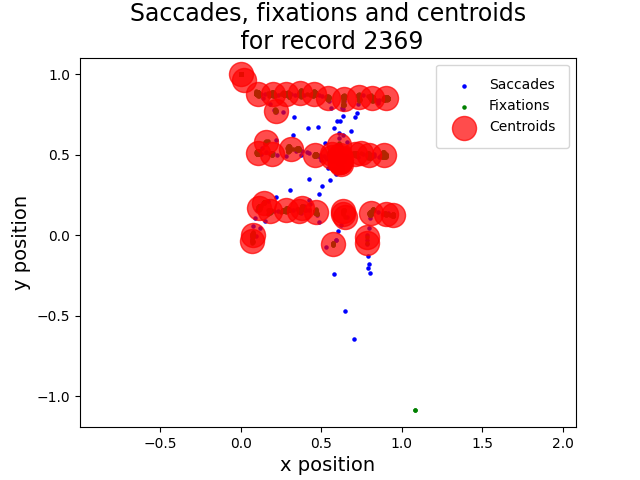 Saccades, fixations and centroids
for record 2369
Saccades
Fixations
Centroids
1.0
0.5
0.0
−0.5
−1.0
y position
−0.5
0.0
0.5
1.0
1.5
2.0
x position